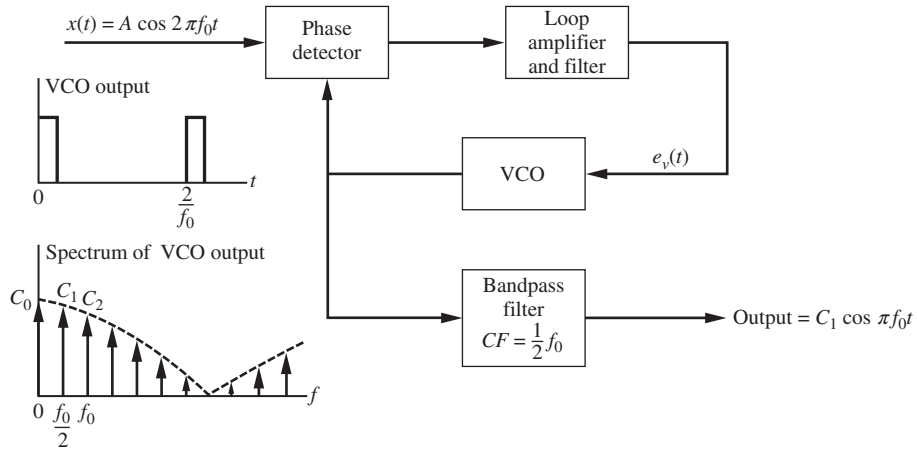 x(t) = A cos 2πf₀t
Phase
detector
Loop
amplifier
and filter
VCO output
0
2/f₀
t
VCO
e_v(t)
Spectrum of VCO output
C₀
C₁
C₂
0
f₀/2
f₀
f
Bandpass
filter
CF = 1/2 f₀
Output = C₁ cos πf₀t